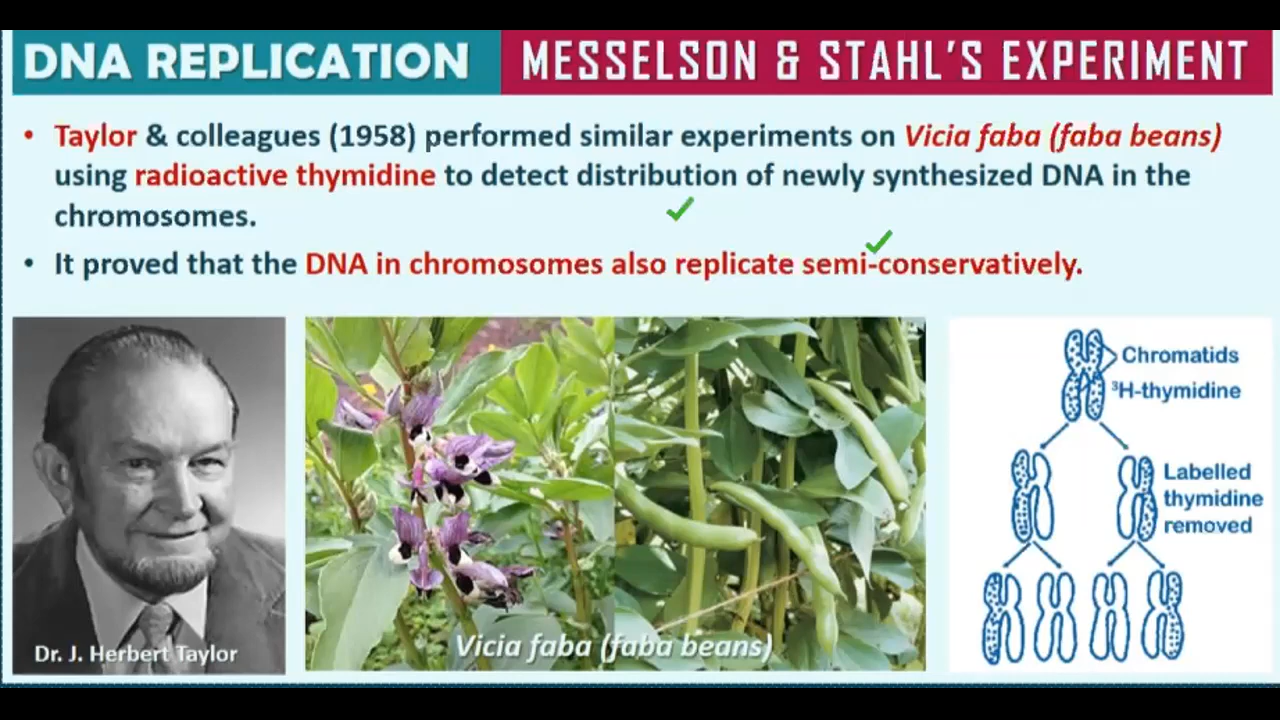 DNA REPLICATION
MESSELSON & STAHL'S EXPERIMENT
• Taylor & colleagues (1958) performed similar experiments on Vicia faba (faba beans)
using radioactive thymidine to detect distribution of newly synthesized DNA in the
chromosomes.
• It proved that the DNA in chromosomes also replicate semi-conservatively.
Dr. J. Herbert Taylor
Vicia faba (faba beans)
Chromatids
³H-thymidine
Labelled
thymidine
removed